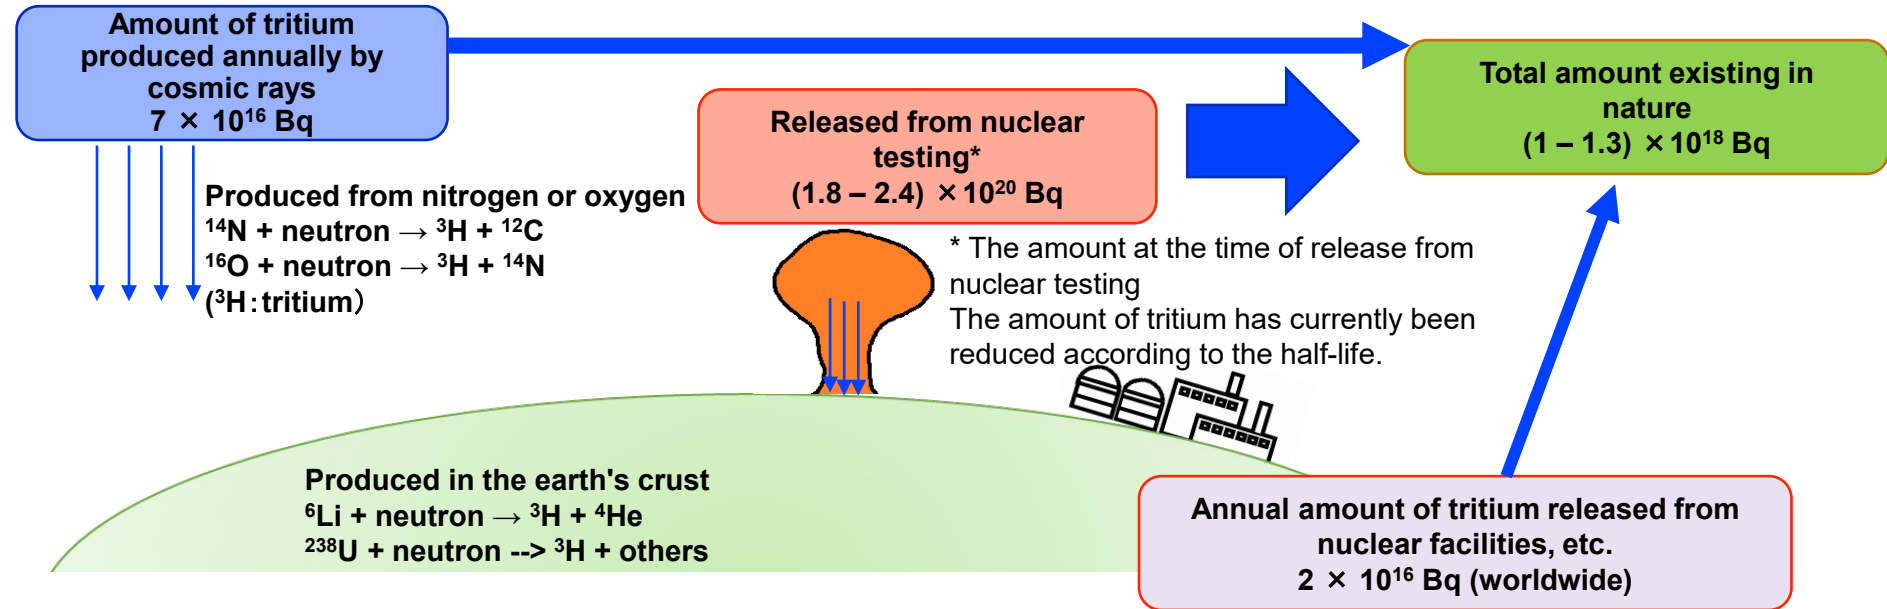 Amount of tritium
produced annually by
cosmic rays
7 × 10¹⁶ Bq
Produced from nitrogen or oxygen
¹⁴N + neutron → ³H + ¹²C
¹⁶O + neutron → ³H + ¹⁴N
(³H:tritium)
Released from nuclear
testing*
(1.8 – 2.4) ×10²⁰ Bq
Total amount existing in
nature
(1 – 1.3) ×10¹⁸ Bq
* The amount at the time of release from
nuclear testing
The amount of tritium has currently been
reduced according to the half-life.
Produced in the earth's crust
⁶Li + neutron → ³H + ⁴He
²³⁸U + neutron --> ³H + others
Annual amount of tritium released from
nuclear facilities, etc.
2 × 10¹⁶ Bq (worldwide)